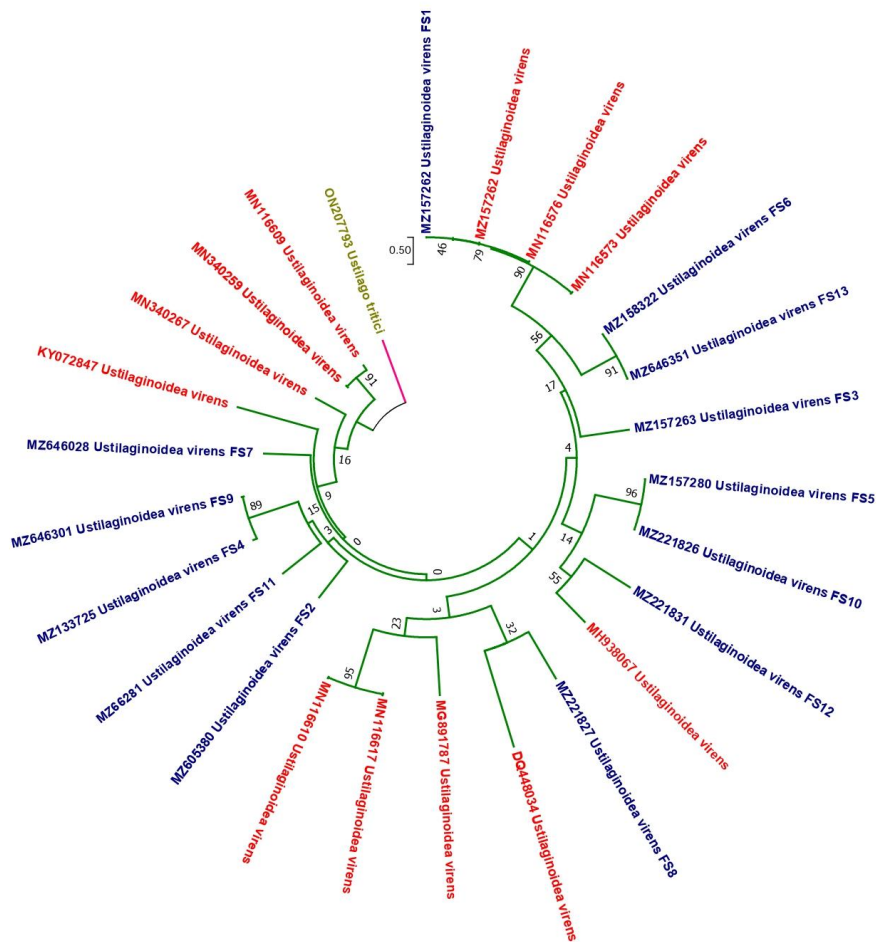 MZ157262 Ustilaginoidea virens FS1
MZ157262 Ustilaginoidea virens
MN116576 Ustilaginoidea virens
MN116573 Ustilaginoidea virens
MZ158322 Ustilaginoidea virens FS6
MZ646351 Ustilaginoidea virens FS13
MZ157263 Ustilaginoidea virens FS3
MZ157280 Ustilaginoidea virens FS5
MZ221826 Ustilaginoidea virens FS10
MZ221831 Ustilaginoidea virens FS12
MH938067 Ustilaginoidea virens
MZ221827 Ustilaginoidea virens FS8
DQ448034 Ustilaginoidea virens
MG891787 Ustilaginoidea virens
MN116617 Ustilaginoidea virens
MN116610 Ustilaginoidea virens
MZ605380 Ustilaginoidea virens FS2
MZ66281 Ustilaginoidea virens FS11
MZ133725 Ustilaginoidea virens FS4
MZ646301 Ustilaginoidea virens FS9
MZ646028 Ustilaginoidea virens FS7
KY072847 Ustilaginoidea virens
MN340267 Ustilaginoidea virens
MN340259 Ustilaginoidea virens
MN116609 Ustilaginoidea virens
ON207793 Ustilago tritici
0.50
46
79
90
56
91
17
4
96
14
55
1
0
3
32
23
95
0
3
15
89
9
16
91